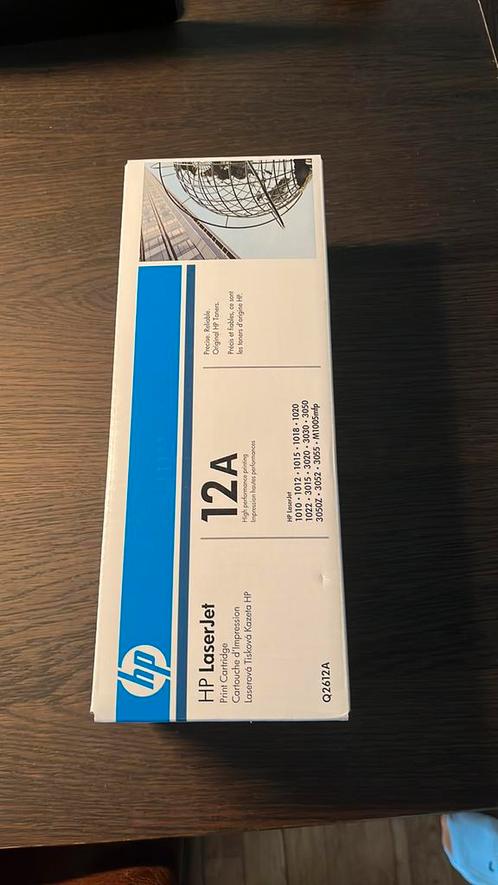 hp
HP LaserJet
Print Cartridge
Cartouche d'Impression
Laserová Tisková Kazeta HP
Q2612A
12A
High performance printing
Impression hautes performances
HP LaserJet
1010 • 1012 • 1015 • 1018 • 1020
1022 • 3015 • 3020 • 3030 • 3050
3050Z • 3052 • 3055 • M1005mfp
Precise. Reliable.
Original HP Toners.
Précis et fiables, ce sont
les toners d'origine HP.